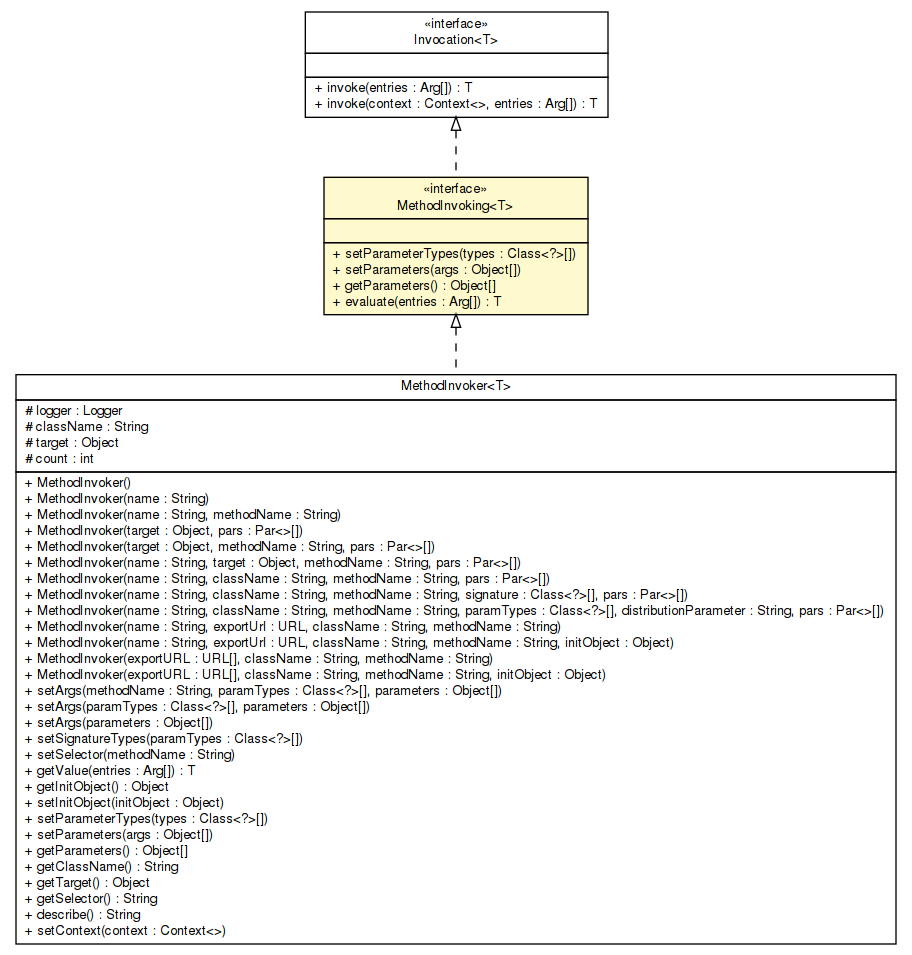 «interface»
Invocation<T>
+ invoke(entries : Arg[]) : T
+ invoke(context : Context<>, entries : Arg[]) : T
«interface»
MethodInvoking<T>
+ setParameterTypes(types : Class<?>[])
+ setParameters(args : Object[])
+ getParameters() : Object[]
+ evaluate(entries : Arg[]) : T
MethodInvoker<T>
# logger : Logger
# className : String
# target : Object
# count : int
+ MethodInvoker()
+ MethodInvoker(name : String)
+ MethodInvoker(name : String, methodName : String)
+ MethodInvoker(target : Object, pars : Par<>[])
+ MethodInvoker(target : Object, methodName : String, pars : Par<>[])
+ MethodInvoker(name : String, target : Object, methodName : String, pars : Par<>[])
+ MethodInvoker(name : String, className : String, methodName : String, pars : Par<>[])
+ MethodInvoker(name : String, className : String, methodName : String, signature : Class<?>[], pars : Par<>[])
+ MethodInvoker(name : String, className : String, methodName : String, paramTypes : Class<?>[], distributionParameter : String, pars : Par<>[])
+ MethodInvoker(name : String, exportUrl : URL, className : String, methodName : String)
+ MethodInvoker(name : String, exportUrl : URL, className : String, methodName : String, initObject : Object)
+ MethodInvoker(exportURL : URL[], className : String, methodName : String)
+ MethodInvoker(exportURL : URL[], className : String, methodName : String, initObject : Object)
+ setArgs(methodName : String, paramTypes : Class<?>[], parameters : Object[])
+ setArgs(paramTypes : Class<?>[], parameters : Object[])
+ setArgs(parameters : Object[])
+ setSignatureTypes(paramTypes : Class<?>[])
+ setSelector(methodName : String)
+ getValue(entries : Arg[]) : T
+ getInitObject() : Object
+ setInitObject(initObject : Object)
+ setParameterTypes(types : Class<?>[])
+ setParameters(args : Object[])
+ getParameters() : Object[]
+ getClassName() : String
+ getTarget() : Object
+ getSelector() : String
+ describe() : String
+ setContext(context : Context<>)